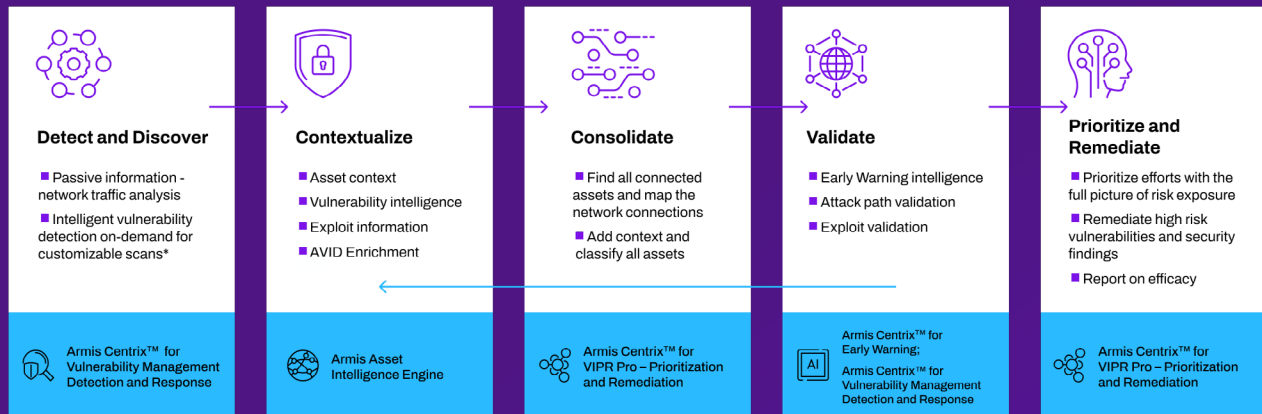 Detect and Discover
Passive information -
network traffic analysis
Intelligent vulnerability
detection on-demand for
customizable scans*
Armis Centrix™ for
Vulnerability Management
Detection and Response
Contextualize
Asset context
Vulnerability intelligence
Exploit information
AVID Enrichment
Armis Asset
Intelligence Engine
Consolidate
Find all connected
assets and map the
network connections
Add context and
classify all assets
Armis Centrix™ for
VIPR Pro – Prioritization
and Remediation
Validate
Early Warning intelligence
Attack path validation
Exploit validation
AI
Armis Centrix™ for
Early Warning;
Armis Centrix™ for
Vulnerability Management
Detection and Response
Prioritize and
Remediate
Prioritize efforts with the
full picture of risk exposure
Remediate high risk
vulnerabilities and security
findings
Report on efficacy
Armis Centrix™ for
VIPR Pro – Prioritization
and Remediation